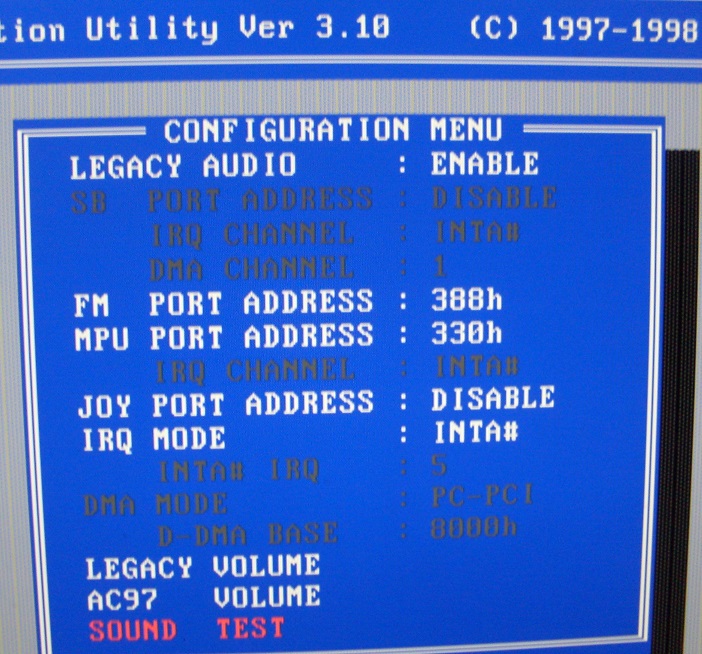 tion Utility Ver 3.10 (C) 1997-1998
CONFIGURATION MENU
LEGACY AUDIO : ENABLE
SB PORT ADDRESS : DISABLE
IRQ CHANNEL : INTA#
DMA CHANNEL : 1
FM PORT ADDRESS : 388h
MPU PORT ADDRESS : 330h
IRQ CHANNEL : INTA#
JOY PORT ADDRESS : DISABLE
IRQ MODE : INTA#
INTA# IRQ : 5
DMA MODE : PC-PCI
D-DMA BASE : 8000h
LEGACY VOLUME
AC97 VOLUME
SOUND TEST